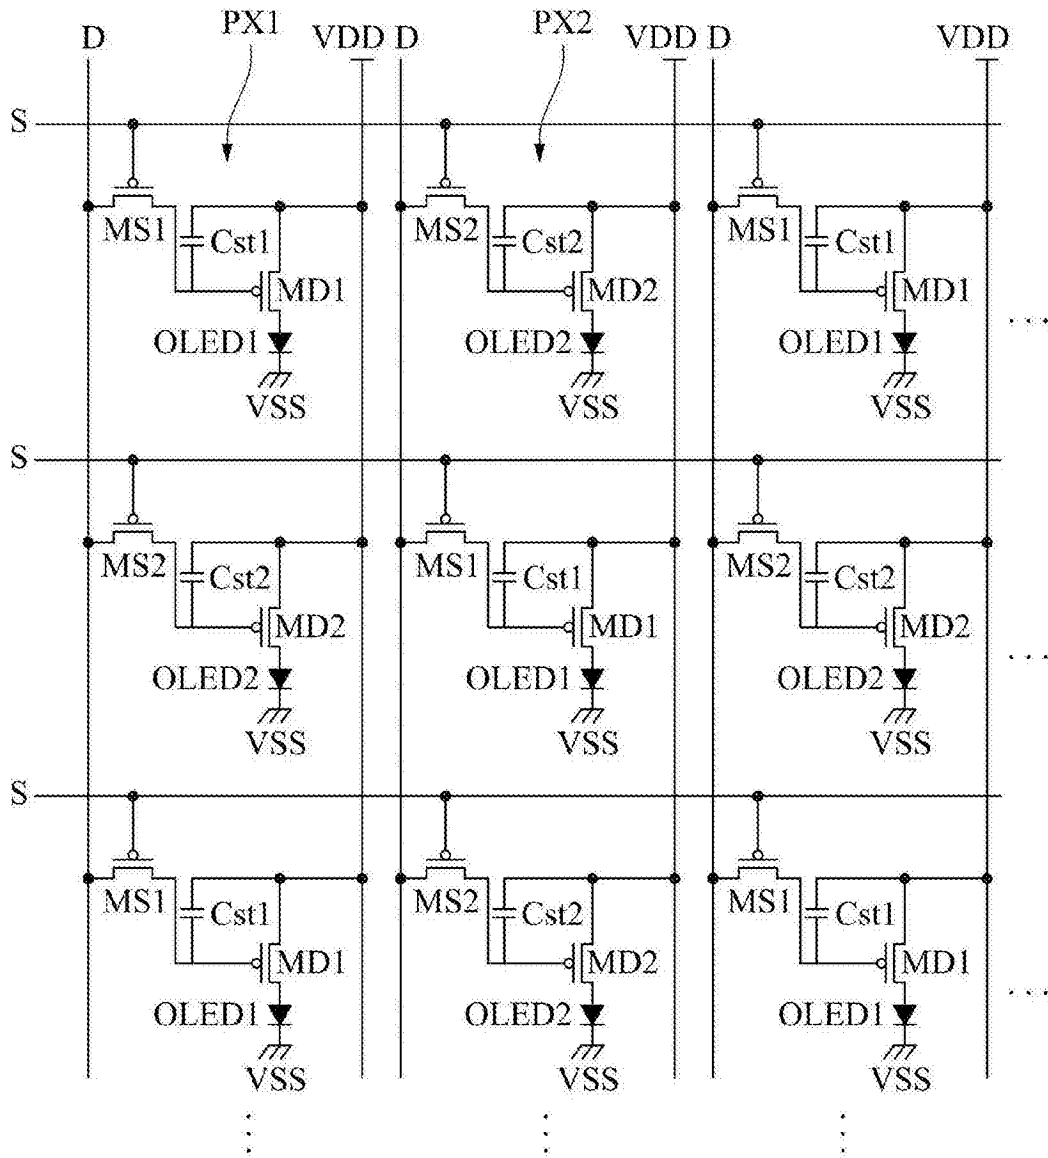 D PX1 VDD D PX2 VDD D VDD
S
MS1 MS2 MS1
Cst1 Cst2 Cst1
MD1 MD2 MD1
OLED1 OLED2 OLED1
VSS VSS VSS
S
MS2 MS1 MS2
Cst2 Cst1 Cst2
MD2 MD1 MD2
OLED2 OLED1 OLED2
VSS VSS VSS
S
MS1 MS2 MS1
Cst1 Cst2 Cst1
MD1 MD2 MD1
OLED1 OLED2 OLED1
VSS VSS VSS